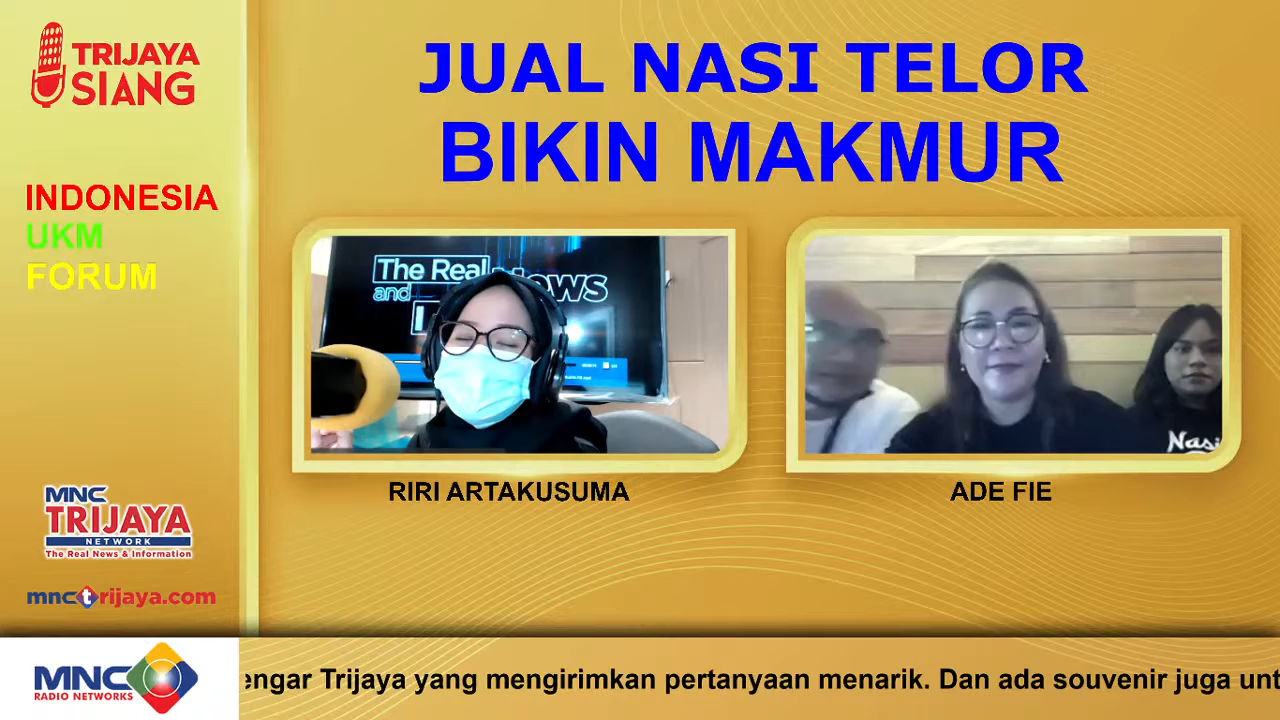 TRIJAYA
SIANG
INDONESIA
UKM
FORUM
JUAL NASI TELOR
BIKIN MAKMUR
The Real News
and
Nasi
RIRI ARTAKUSUMA
ADE FIE
MNC
TRIJAYA
NETWORK
The Real News & Information
mnctrijaya.com
MNC
RADIO NETWORKS
engar Trijaya yang mengirimkan pertanyaan menarik. Dan ada souvenir juga unt